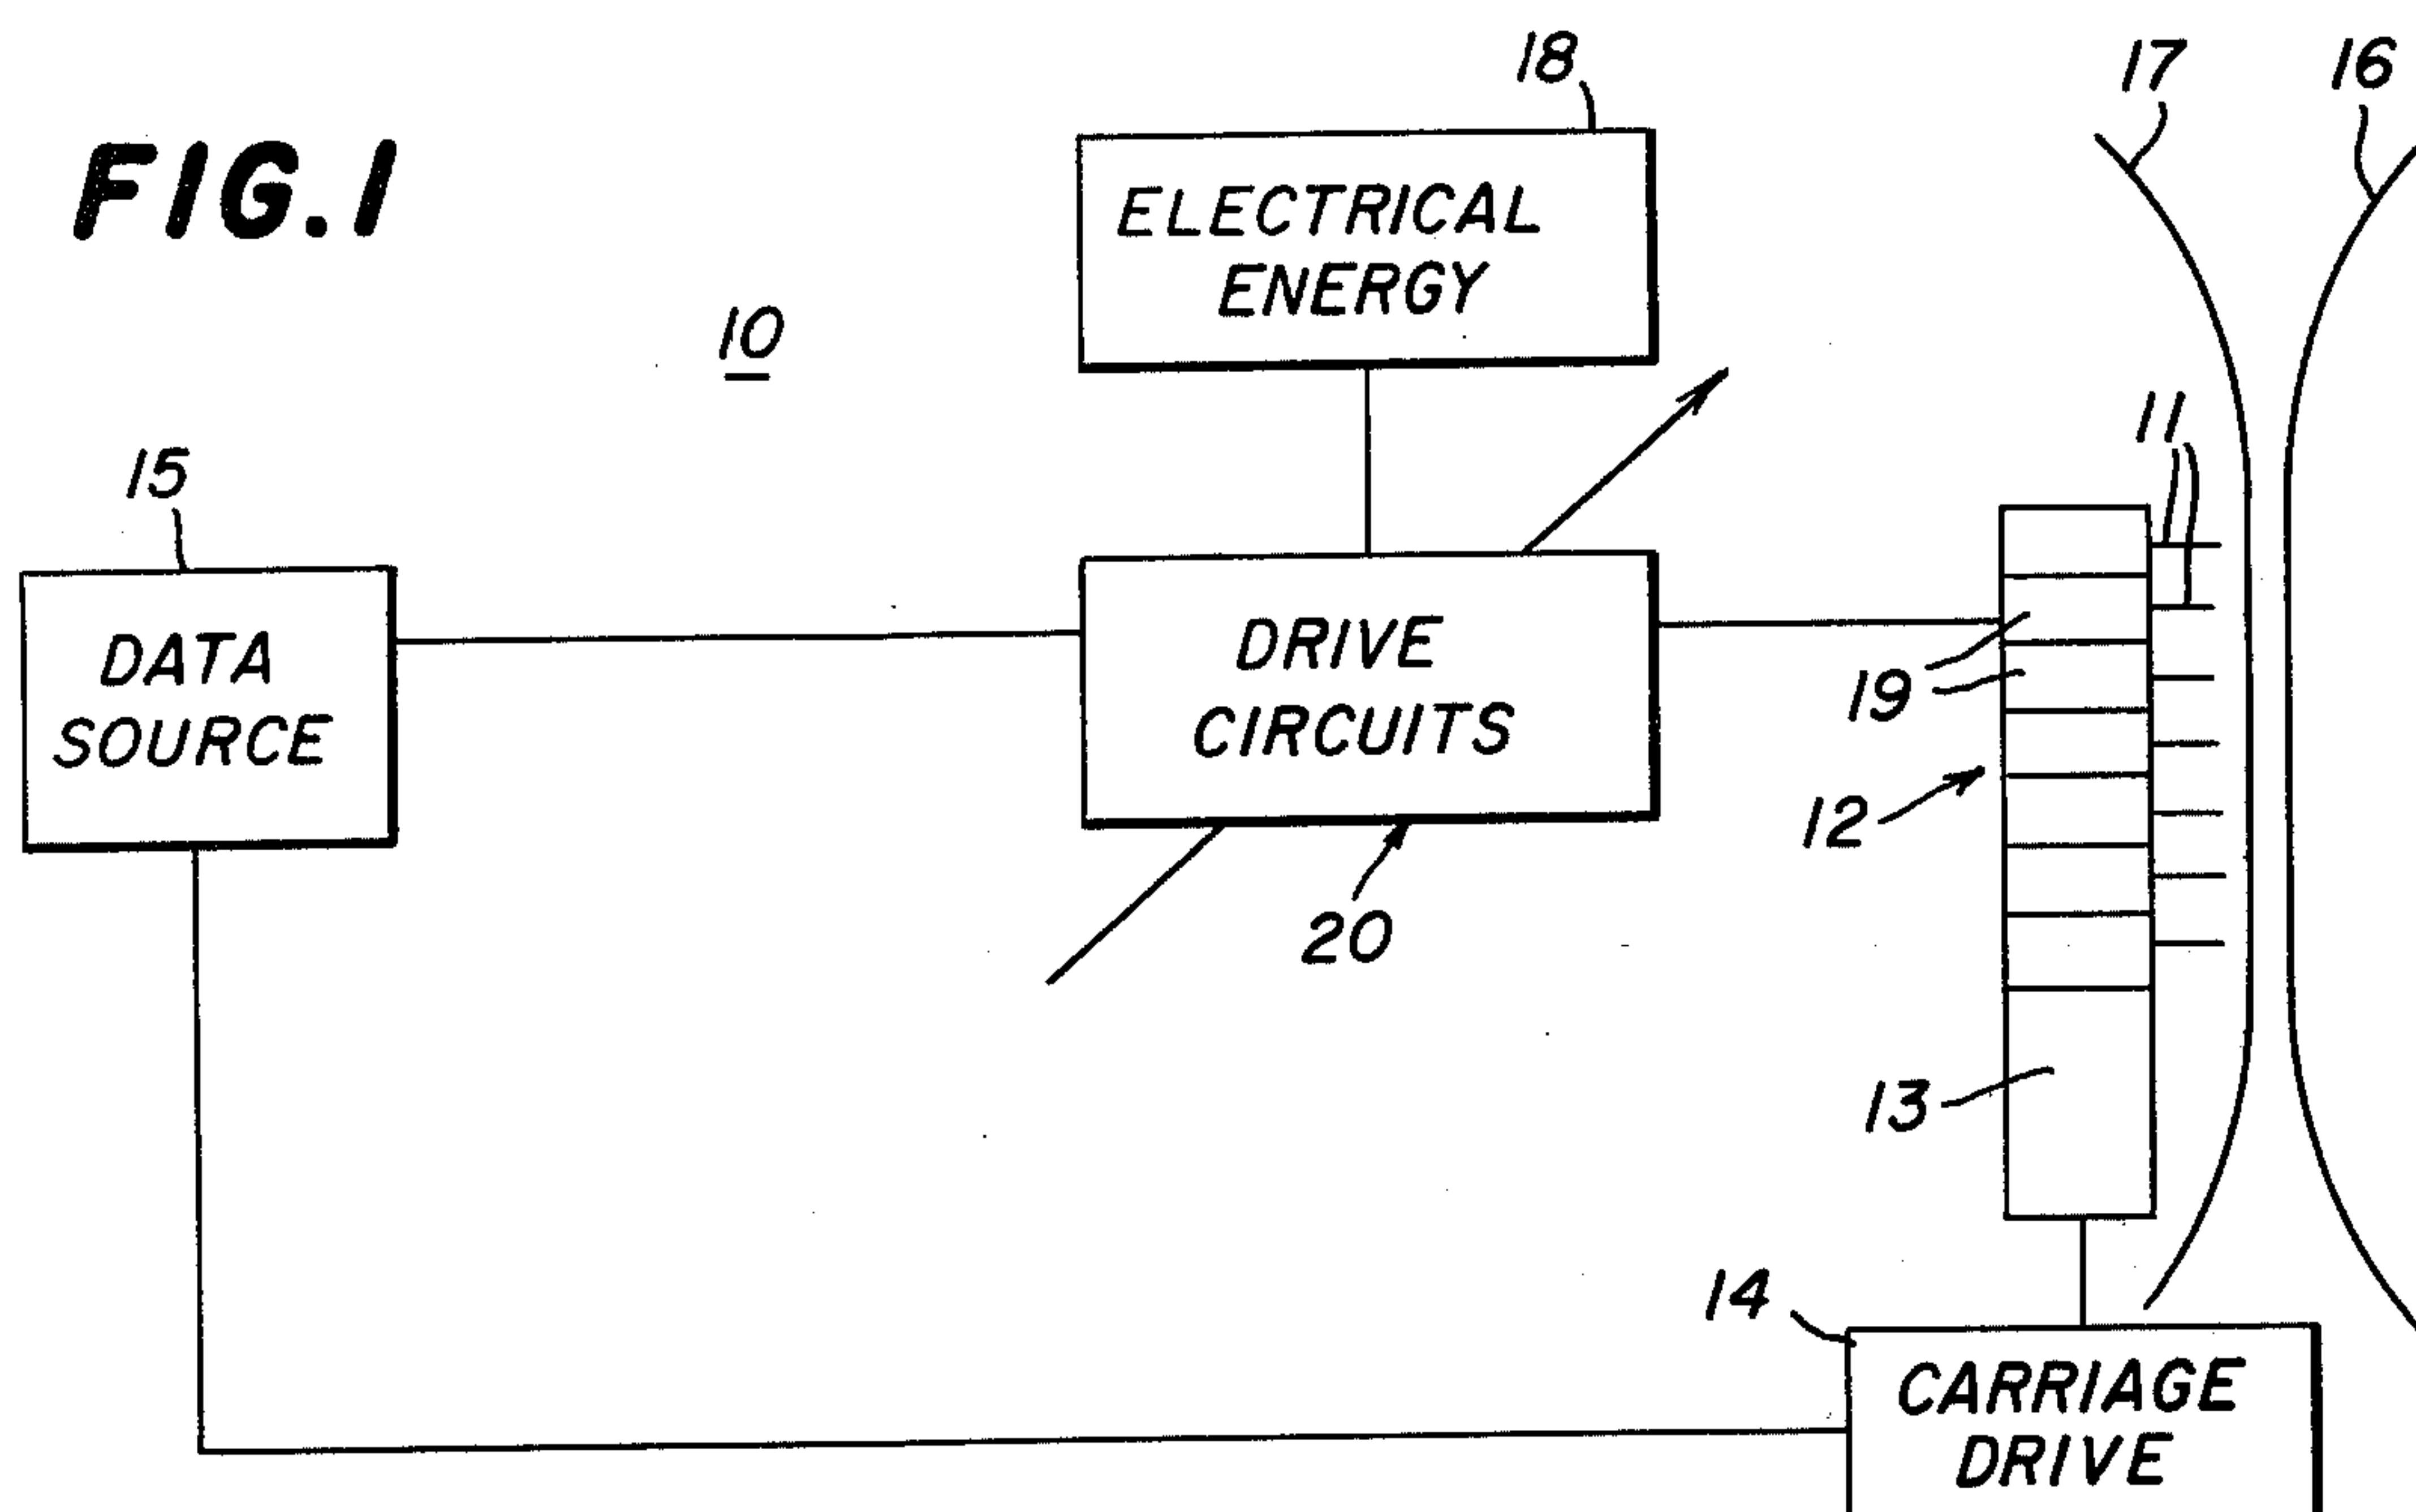 FIG. 1
10
18
ELECTRICAL
ENERGY
17
16
15
DATA
SOURCE
DRIVE
CIRCUITS
20
11
19
12
13
14
CARRIAGE
DRIVE